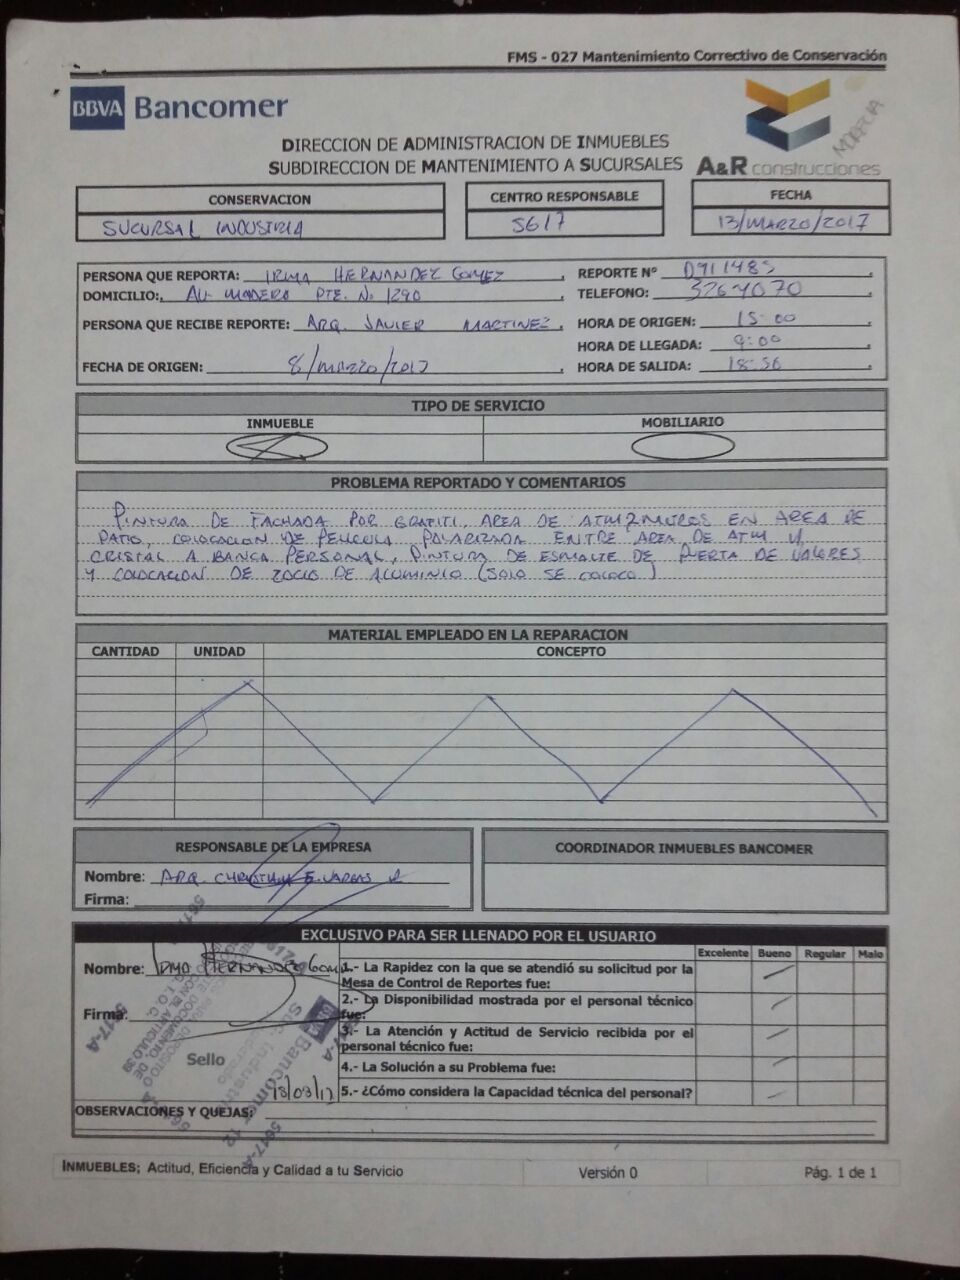 FMS - 027 Mantenimiento Correctivo de Conservación
BBVA Bancomer
MORELIA
DIRECCION DE ADMINISTRACION DE INMUEBLES
SUBDIRECCION DE MANTENIMIENTO A SUCURSALES
A&R construcciones
CONSERVACION
SUCURSAL INDUSTRIA
CENTRO RESPONSABLE
5617
FECHA
13/MARZO/2017
PERSONA QUE REPORTA: IRMA HERNANDEZ GOMEZ
REPORTE Nº D911485
DOMICILIO: AV. MADERO PTE. No 1290
TELEFONO: 3264070
PERSONA QUE RECIBE REPORTE: ARQ. JAVIER MARTINEZ
HORA DE ORIGEN: 15:00
HORA DE LLEGADA: 9:00
FECHA DE ORIGEN: 8/MARZO/2017
HORA DE SALIDA: 18:56
TIPO DE SERVICIO
INMUEBLE
MOBILIARIO
PROBLEMA REPORTADO Y COMENTARIOS
PINTURA DE FACHADA POR GRAFITI, AREA DE ATM, 2 MUROS EN AREA DE
PATIO, COLOCACION DE PELICULA POLARIZADA ENTRE AREA DE ATM Y/
CRISTAL A BANCA PERSONAL, PINTURA DE ESMALTE DE PUERTA DE VALORES
Y COLOCACION DE ZOCLO DE ALUMINIO (SOLO SE COLOCO)
MATERIAL EMPLEADO EN LA REPARACION
CANTIDAD
UNIDAD
CONCEPTO
RESPONSABLE DE LA EMPRESA
COORDINADOR INMUEBLES BANCOMER
Nombre: ARQ. CHRISTIAN E. VARGAS R
Firma:
EXCLUSIVO PARA SER LLENADO POR EL USUARIO
Excelente Bueno Regular Malo
Nombre: Irma HERNANDEZ Gomez
1.- La Rapidez con la que se atendió su solicitud por la
Mesa de Control de Reportes fue:
2.- La Disponibilidad mostrada por el personal técnico
fue:
Firma:
3.- La Atención y Actitud de Servicio recibida por el
personal técnico fue:
Sello
4.- La Solución a su Problema fue:
5.- ¿Cómo considera la Capacidad técnica del personal?
5617-A
Bancomer
OBSERVACIONES Y QUEJAS:
INMUEBLES; Actitud, Eficiencia y Calidad a tu Servicio
Versión 0
Pág. 1 de 1